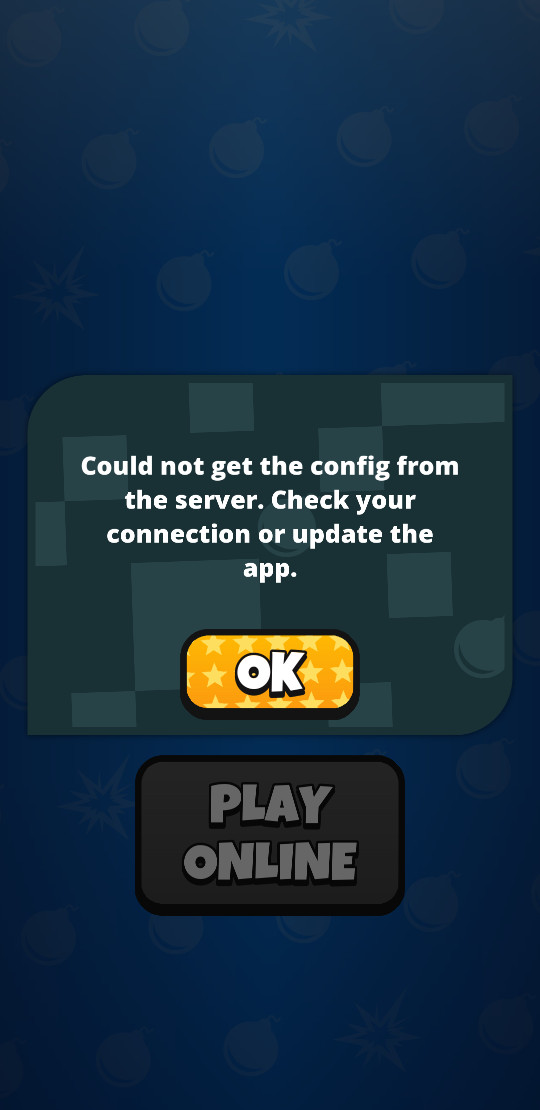 Could not get the config from
the server. Check your
connection or update the
app.
OK
PLAY
ONLINE